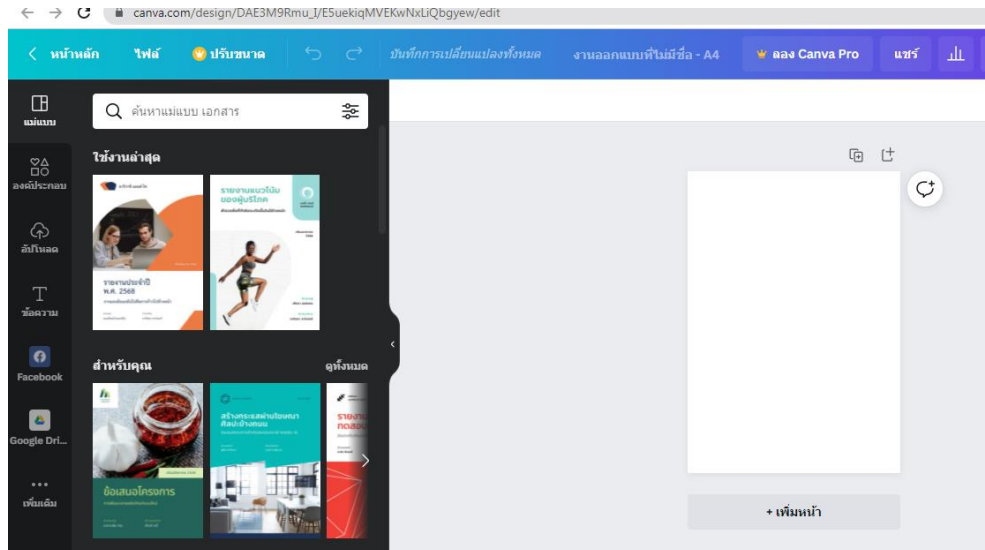 canva.com/design/DAE3M9Rmu_I/E5uekiqMVEKwNxLiQbgyew/edit
หน้าหลัก ไฟล์ ปรับขนาด บันทึกการเปลี่ยนแปลงทั้งหมด งานออกแบบที่ไม่มีชื่อ - A4 ลอง Canva Pro แชร์
แม่แบบ
ค้นหาแม่แบบ เอกสาร
องค์ประกอบ
อัปโหลด
ข้อความ
Facebook
Google Dri...
เพิ่มเติม
ใช้งานล่าสุด
รายงานประจำปี
พ.ศ. 2568
รายงานแนวโน้ม
ของผู้บริโภค
สำหรับคุณ ดูทั้งหมด
ข้อเสนอโครงการ
สร้างกระแสผ่านโฆษณา
ศิลปะข้างถนน
รายงา
ทดสอบ
+ เพิ่มหน้า